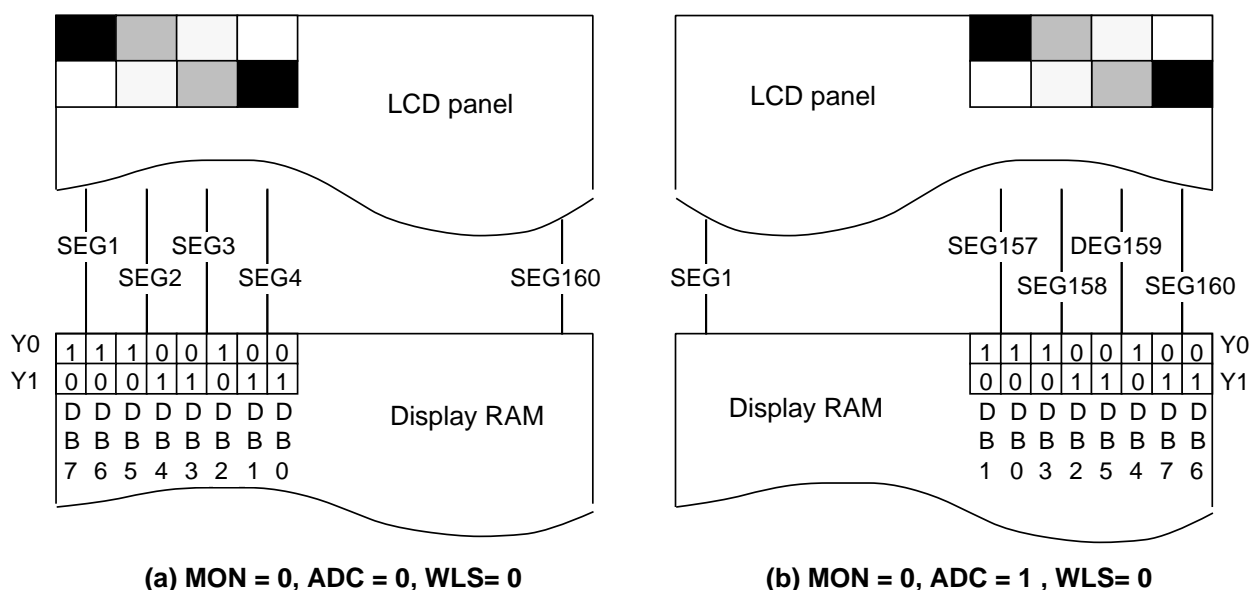 LCD panel
SEG1
SEG3
SEG2
SEG4
SEG160
Y0 1 1 1 0 0 1 0 0
Y1 0 0 0 1 1 0 1 1
D D D D D D D D
B B B B B B B B
7 6 5 4 3 2 1 0
Display RAM
(a) MON = 0, ADC = 0, WLS= 0
LCD panel
SEG157
DEG159
SEG1
SEG158
SEG160
1 1 1 0 0 1 0 0 Y0
0 0 0 1 1 0 1 1 Y1
D D D D D D D D
B B B B B B B B
1 0 3 2 5 4 7 6
Display RAM
(b) MON = 0, ADC = 1 , WLS= 0